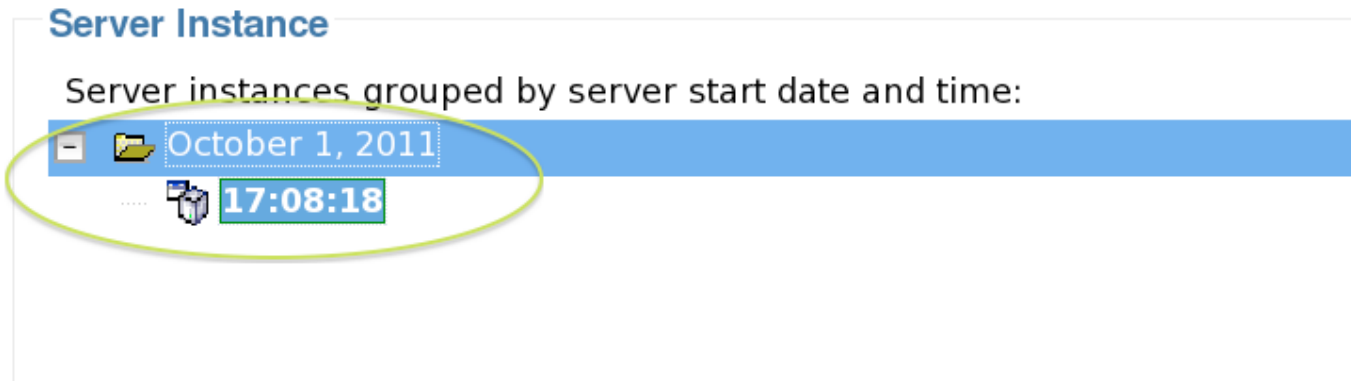 Server Instance
Server instances grouped by server start date and time:
October 1, 2011
17:08:18